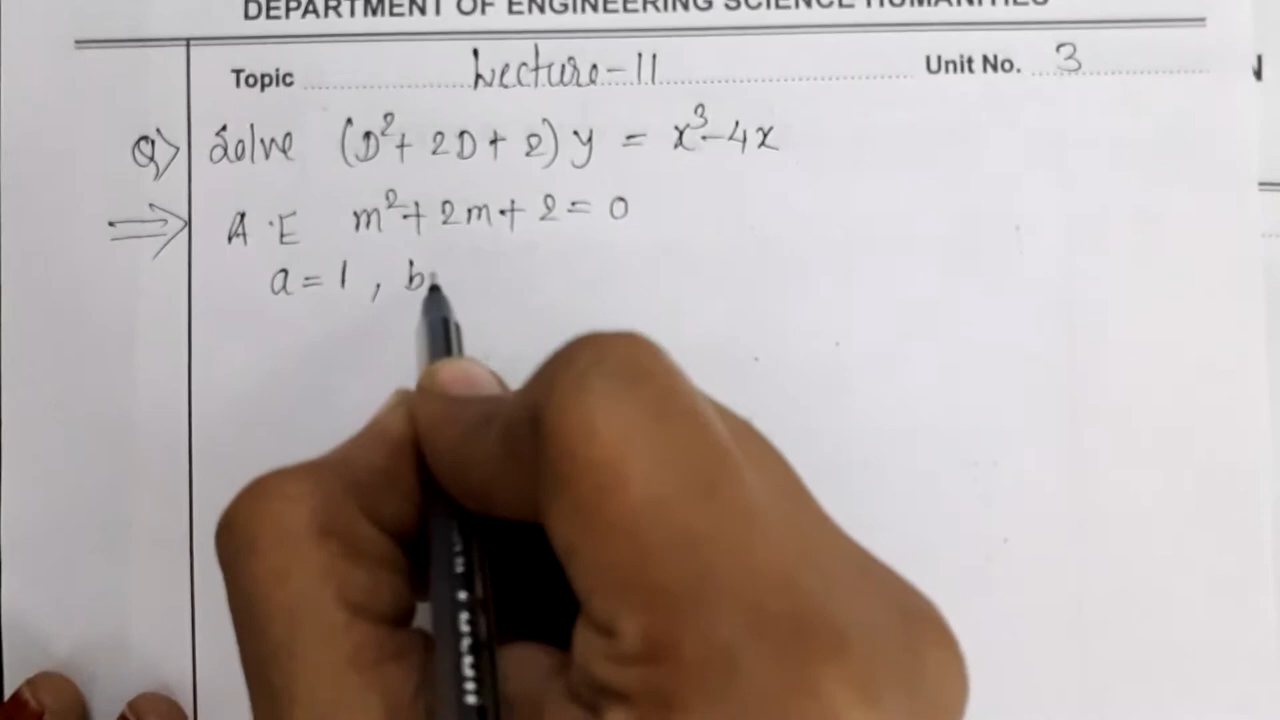 DEPARTMENT OF ENGINEERING SCIENCE HUMANITIES
Topic Lecture-11 Unit No. 3
Q> Solve (D²+ 2D+ 2) y = x³-4x
⇒ A.E m²+ 2m+ 2 = 0
a = 1 , b